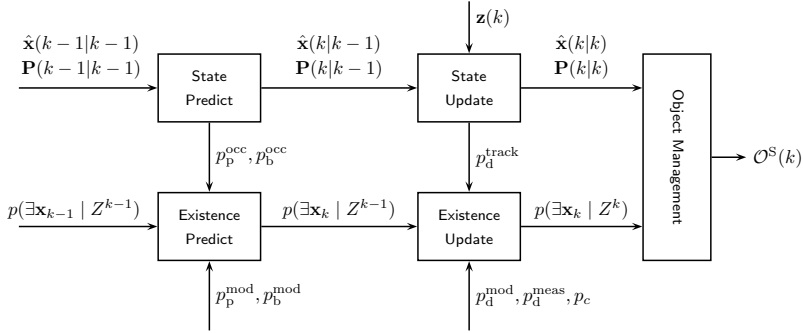 z(k)
x̂(k−1|k−1)
P(k−1|k−1)
State
Predict
x̂(k|k−1)
P(k|k−1)
State
Update
x̂(k|k)
P(k|k)
Object Management
𝒪^S(k)
p_p^occ, p_b^occ
p_d^track
p(∃x_{k−1} | Z^{k−1})
Existence
Predict
p(∃x_k | Z^{k−1})
Existence
Update
p(∃x_k | Z^k)
p_p^mod, p_b^mod
p_d^mod, p_d^meas, p_c